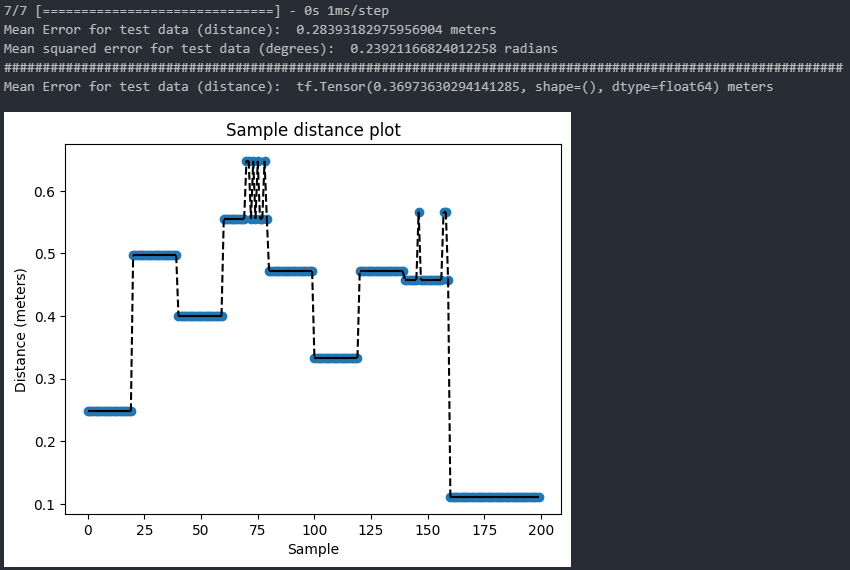 7/7 [==============================] - 0s 1ms/step
Mean Error for test data (distance):  0.28393182975956904 meters
Mean squared error for test data (degrees):  0.23921166824012258 radians
############################################################################################################
Mean Error for test data (distance):  tf.Tensor(0.36973630294141285, shape=(), dtype=float64) meters
Sample distance plot
Distance (meters)
0.6
0.5
0.4
0.3
0.2
0.1
0 25 50 75 100 125 150 175 200
Sample